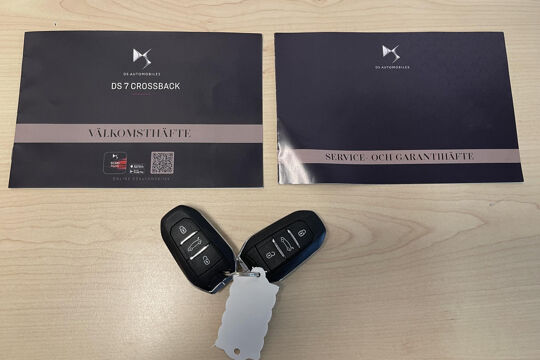 DS AUTOMOBILES
DS 7 CROSSBACK
VÄLKOMSTHÄFTE
DS AUTOMOBILES
SERVICE- OCH GARANTIHÄFTE